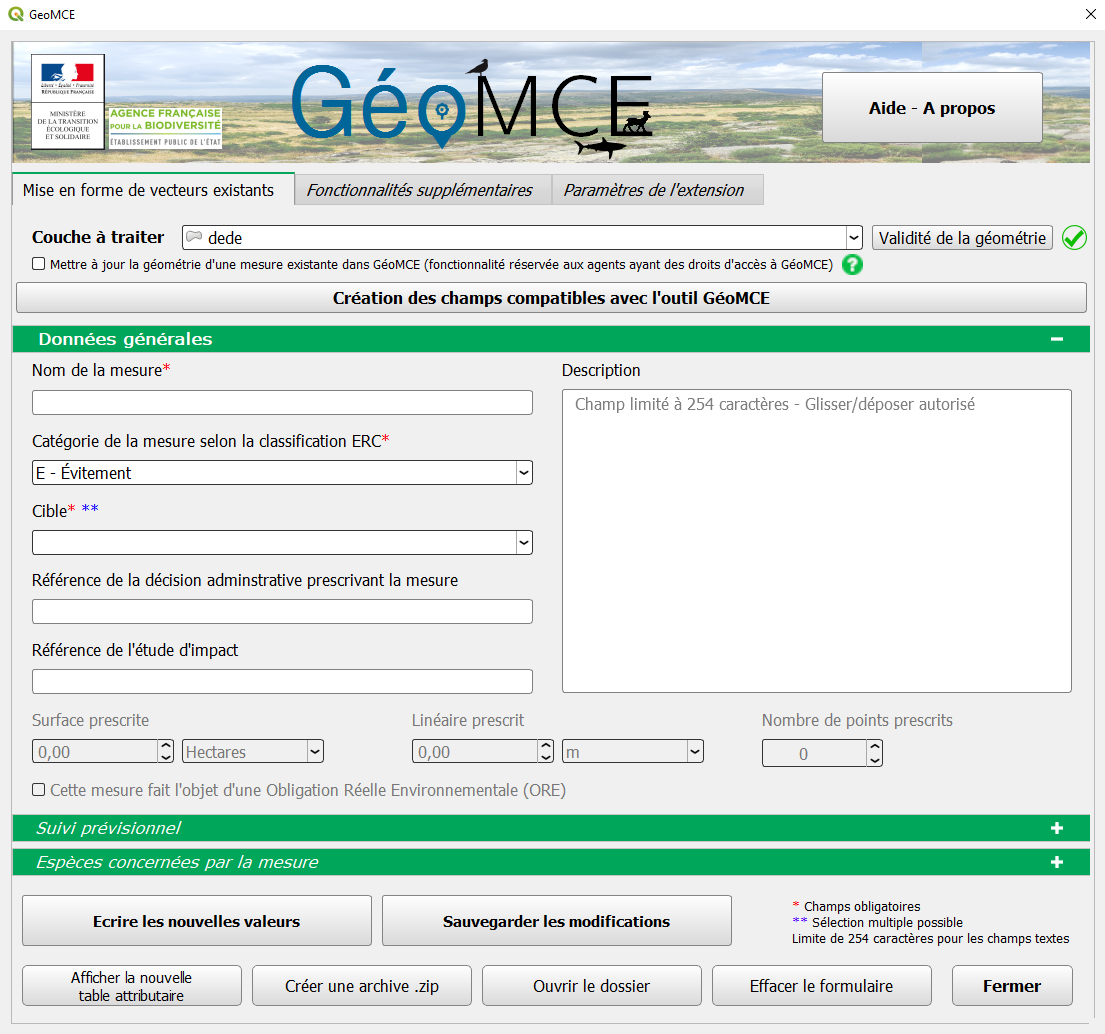 GeoMCE
Liberté • Égalité • Fraternité
RÉPUBLIQUE FRANÇAISE
MINISTÈRE
DE LA TRANSITION
ÉCOLOGIQUE
ET SOLIDAIRE
AGENCE FRANÇAISE
POUR LA BIODIVERSITÉ
ÉTABLISSEMENT PUBLIC DE L'ÉTAT
GéoMCE
Aide - A propos
Mise en forme de vecteurs existants
Fonctionnalités supplémentaires
Paramètres de l'extension
Couche à traiter
dede
Validité de la géométrie
Mettre à jour la géométrie d'une mesure existante dans GéoMCE (fonctionnalité réservée aux agents ayant des droits d'accès à GéoMCE)
?
Création des champs compatibles avec l'outil GéoMCE
Données générales
Nom de la mesure*
Description
Champ limité à 254 caractères - Glisser/déposer autorisé
Catégorie de la mesure selon la classification ERC*
E - Évitement
Cible* **
Référence de la décision adminstrative prescrivant la mesure
Référence de l'étude d'impact
Surface prescrite
Linéaire prescrit
Nombre de points prescrits
0,00
Hectares
0,00
m
0
Cette mesure fait l'objet d'une Obligation Réelle Environnementale (ORE)
Suivi prévisionnel
Espèces concernées par la mesure
Ecrire les nouvelles valeurs
Sauvegarder les modifications
* Champs obligatoires
** Sélection multiple possible
Limite de 254 caractères pour les champs textes
Afficher la nouvelle
table attributaire
Créer une archive .zip
Ouvrir le dossier
Effacer le formulaire
Fermer